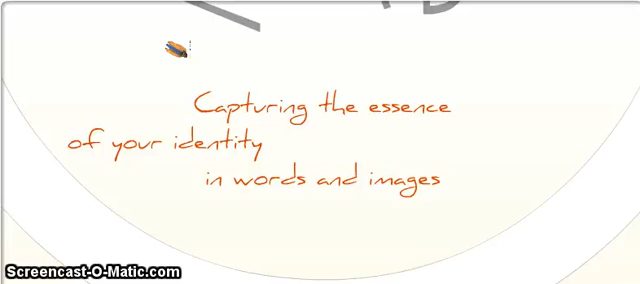 Capturing the essence
of your identity
in words and images
Screencast-O-Matic.com